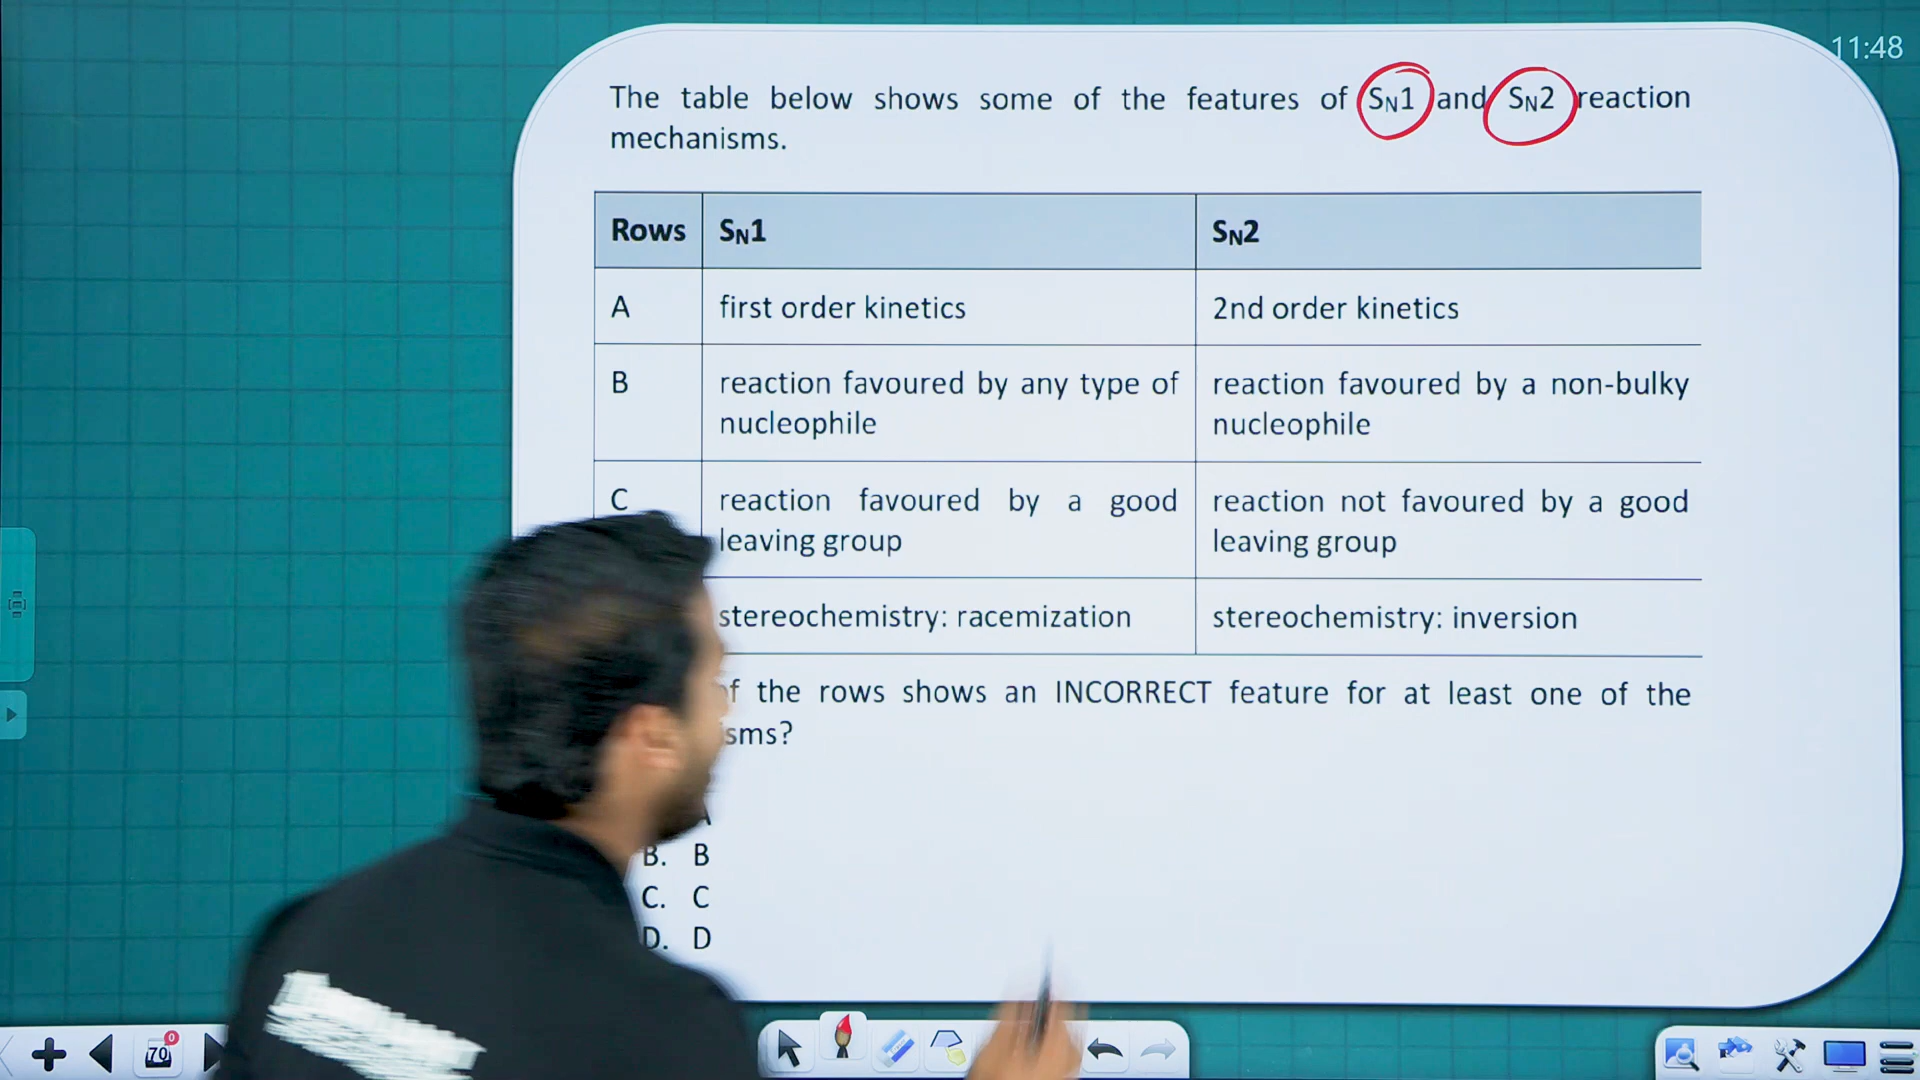 11:48
The table below shows some of the features of SN1 and SN2 reaction
mechanisms.
Rows SN1 SN2
A first order kinetics 2nd order kinetics
B reaction favoured by any type of reaction favoured by a non-bulky
nucleophile nucleophile
C reaction favoured by a good reaction not favoured by a good
leaving group leaving group
stereochemistry: racemization stereochemistry: inversion
of the rows shows an INCORRECT feature for at least one of the
sms?
B. B
C. C
D. D
70
0